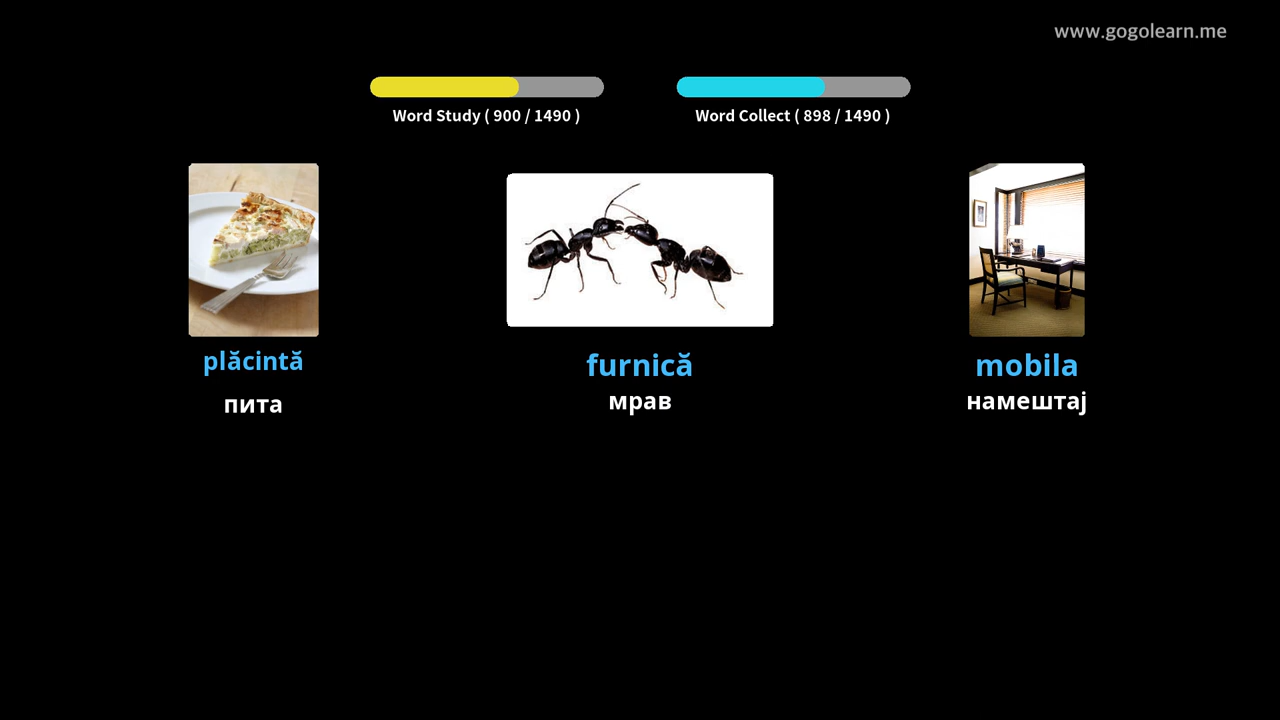 www.gogolearn.me
Word Study ( 900 / 1490 )
Word Collect ( 898 / 1490 )
plăcintă
furnică
mobila
пита
мрав
намештај